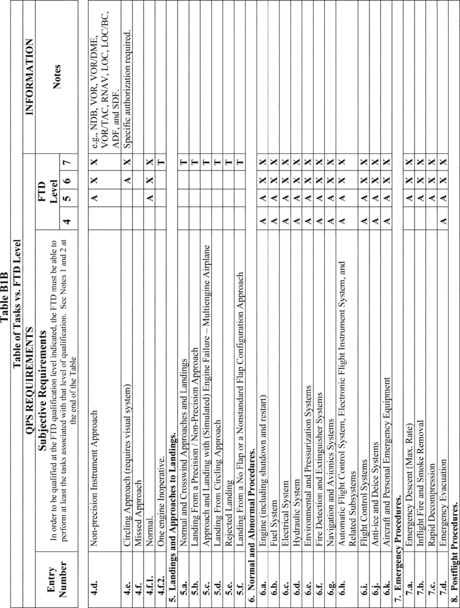 Table B1B
Table of Tasks vs. FTD Level
QPS REQUIREMENTS
INFORMATION
Entry Number
Subjective Requirements
In order to be qualified at the FTD qualification level indicated, the FTD must be able to
perform at least the tasks associated with that level of qualification. See Notes 1 and 2 at
the end of the Table
FTD Level
4 5 6 7
Notes
4.d. Non-precision Instrument Approach A X X e.g., NDB, VOR, VOR/DME,
VOR/TAC, RNAV, LOC, LOC/BC,
ADF, and SDF.
4.e. Circling Approach (requires visual system) A X Specific authorization required.
4.f. Missed Approach
4.f.1. Normal. A X X
4.f.2. One engine Inoperative. T
5. Landings and Approaches to Landings.
5.a. Normal and Crosswind Approaches and Landings T
5.b. Landing From a Precision / Non-Precision Approach T
5.c. Approach and Landing with (Simulated) Engine Failure – Multiengine Airplane T
5.d. Landing From Circling Approach T
5.e. Rejected Landing T
5.f. Landing From a No Flap or a Nonstandard Flap Configuration Approach T
6. Normal and Abnormal Procedures.
6.a. Engine (including shutdown and restart) A A X X
6.b. Fuel System A A X X
6.c. Electrical System A A X X
6.d. Hydraulic System A A X X
6.e. Environmental and Pressurization Systems A A X X
6.f. Fire Detection and Extinguisher Systems A A X X
6.g. Navigation and Avionics Systems A A X X
6.h. Automatic Flight Control System, Electronic Flight Instrument System, and A A X X
Related Subsystems
6.i. Flight Control Systems A A X X
6.j. Anti-ice and Deice Systems A A X X
6.k. Aircraft and Personal Emergency Equipment A A X X
7. Emergency Procedures.
7.a. Emergency Descent (Max. Rate) A X X
7.b. Inflight Fire and Smoke Removal A X X
7.c. Rapid Decompression A X X
7.d. Emergency Evacuation A A X X
8. Postflight Procedures.